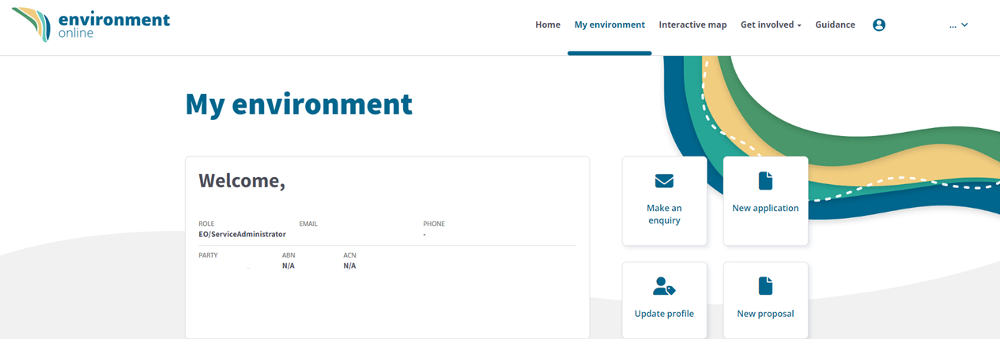 environment
online
Home My environment Interactive map Get involved Guidance ...
My environment
Welcome,
ROLE EMAIL PHONE
EO/ServiceAdministrator -
PARTY ABN ACN
N/A N/A
Make an
enquiry
New application
Update profile
New proposal